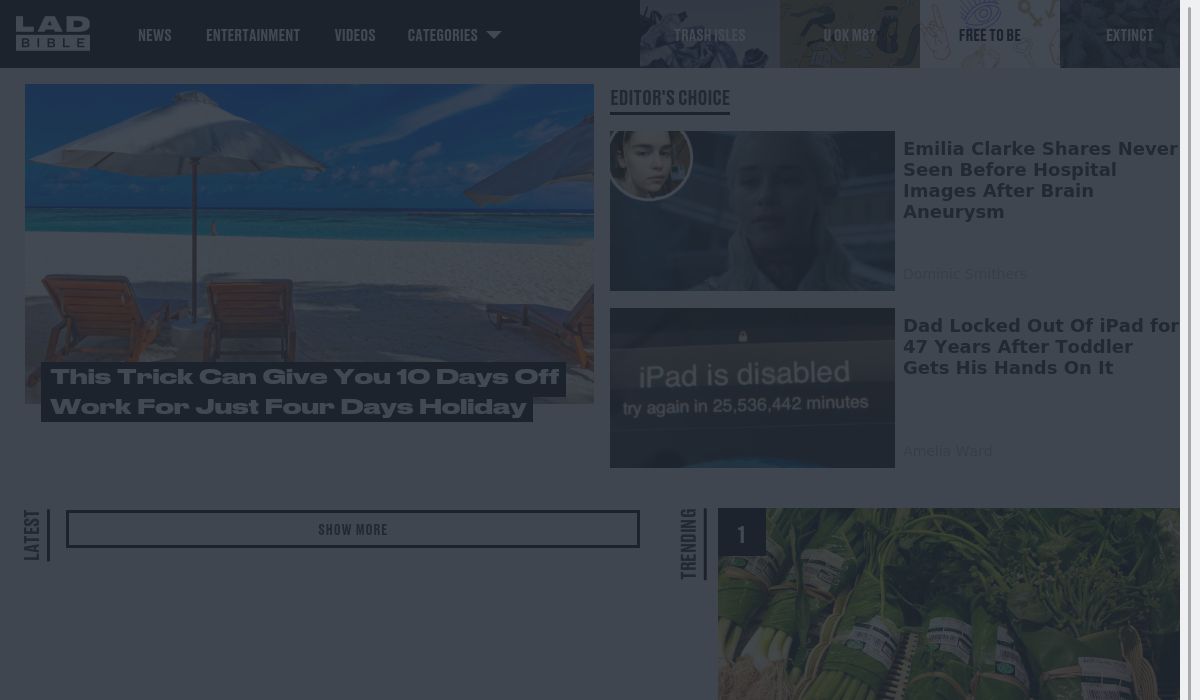 LAD
BIBLE
NEWS
ENTERTAINMENT
VIDEOS
CATEGORIES
TRASH ISLES
U OK M8?
FREE TO BE
EXTINCT
This Trick Can Give You 10 Days Off
Work For Just Four Days Holiday
EDITOR'S CHOICE
Emilia Clarke Shares Never
Seen Before Hospital
Images After Brain
Aneurysm
Dominic Smithers
iPad is disabled
try again in 25,536,442 minutes
Dad Locked Out Of iPad for
47 Years After Toddler
Gets His Hands On It
Amelia Ward
LATEST
SHOW MORE
TRENDING
1